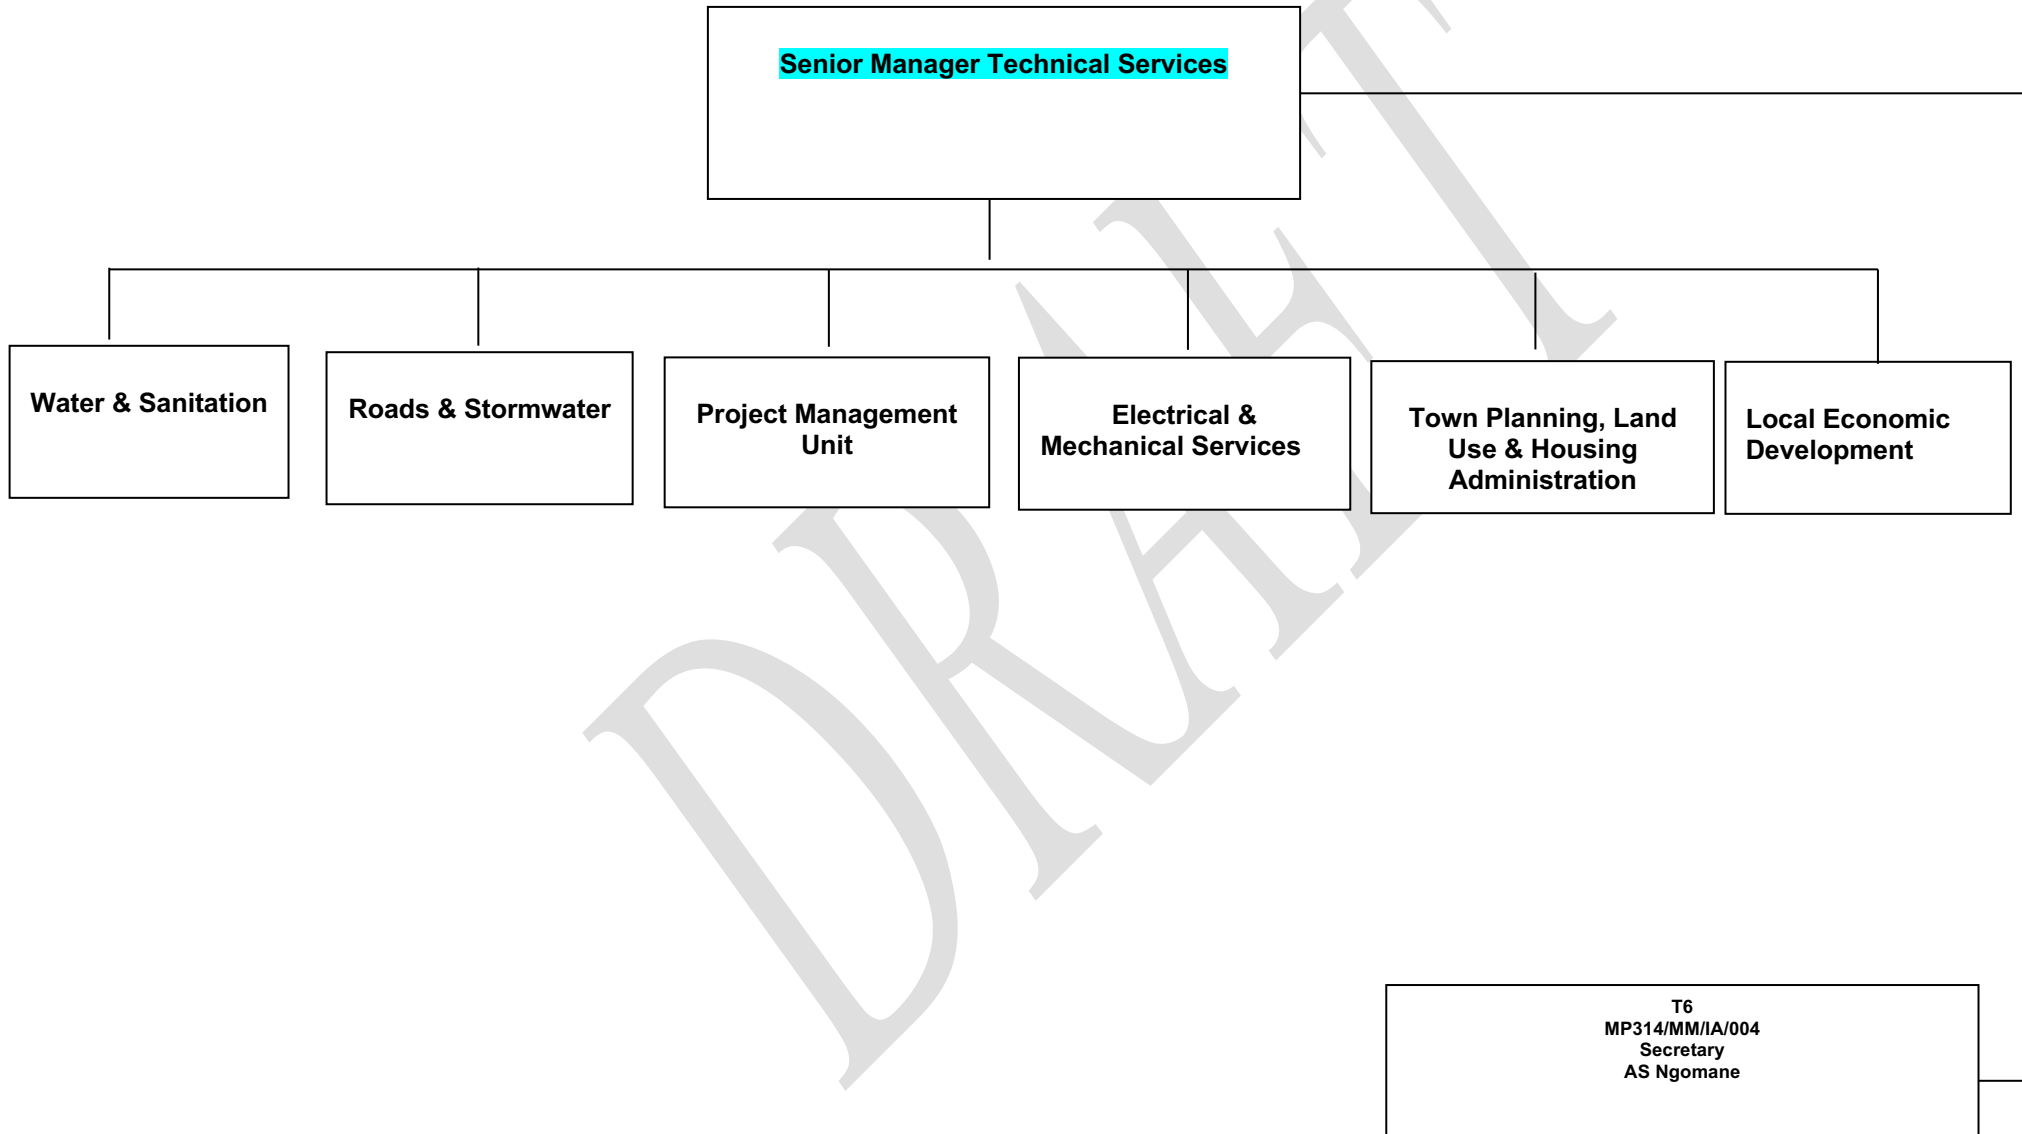 Senior Manager Technical Services
Water & Sanitation
Roads & Stormwater
Project Management
Unit
Electrical &
Mechanical Services
Town Planning, Land
Use & Housing
Administration
Local Economic
Development
DRAFT
T6
MP314/MM/IA/004
Secretary
AS Ngomane